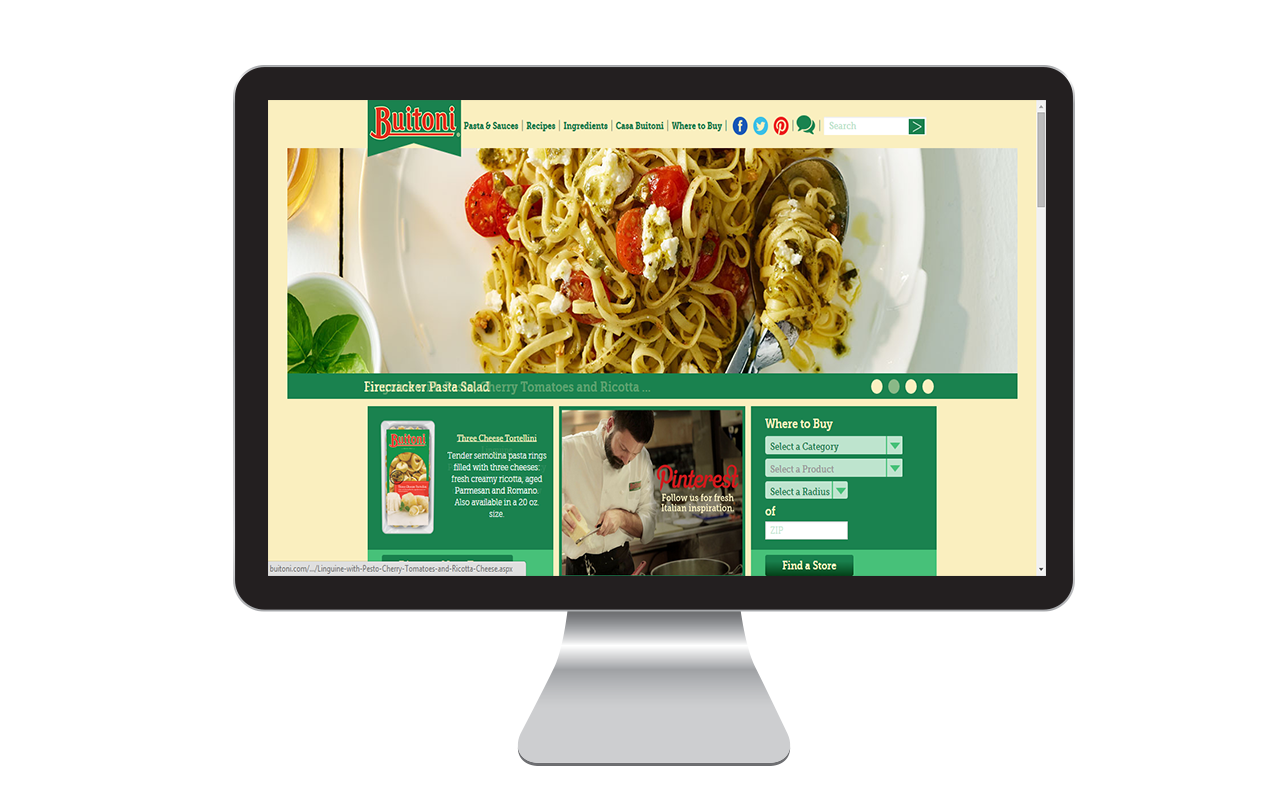 Buitoni
Pasta & Sauces | Recipes | Ingredients | Casa Buitoni | Where to Buy |
Search
Firecracker Pasta Salad
Cherry Tomatoes and Ricotta ...
Buitoni
Three Cheese Tortellini
Tender semolina pasta rings
filled with three cheeses:
fresh creamy ricotta, aged
Parmesan and Romano.
Also available in a 20 oz.
size.
Pinterest
Follow us for fresh
Italian inspiration.
Where to Buy
Select a Category
Select a Product
Select a Radius
of
ZIP
Find a Store
buitoni.com/.../Linguine-with-Pesto-Cherry-Tomatoes-and-Ricotta-Cheese.aspx